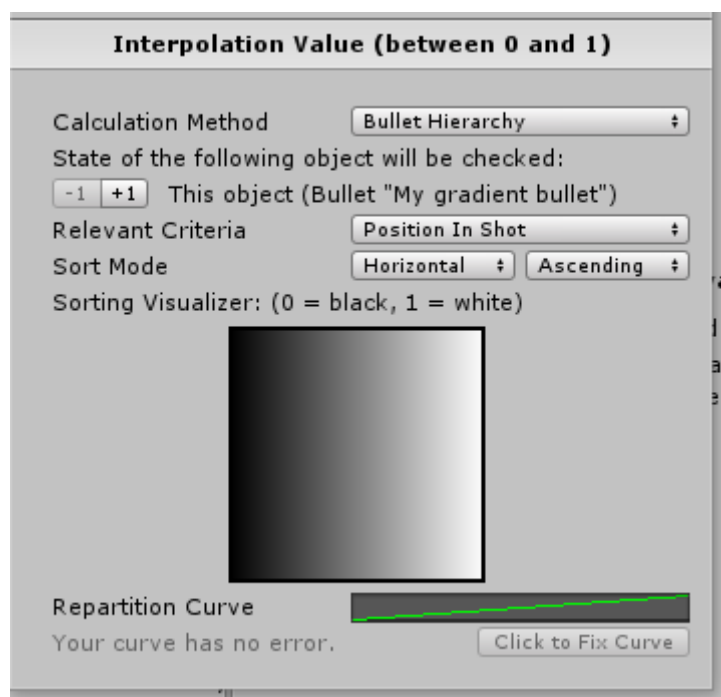 Interpolation Value (between 0 and 1)
Calculation Method Bullet Hierarchy
State of the following object will be checked:
-1 +1 This object (Bullet "My gradient bullet")
Relevant Criteria Position In Shot
Sort Mode Horizontal Ascending
Sorting Visualizer: (0 = black, 1 = white)
Repartition Curve
Your curve has no error. Click to Fix Curve